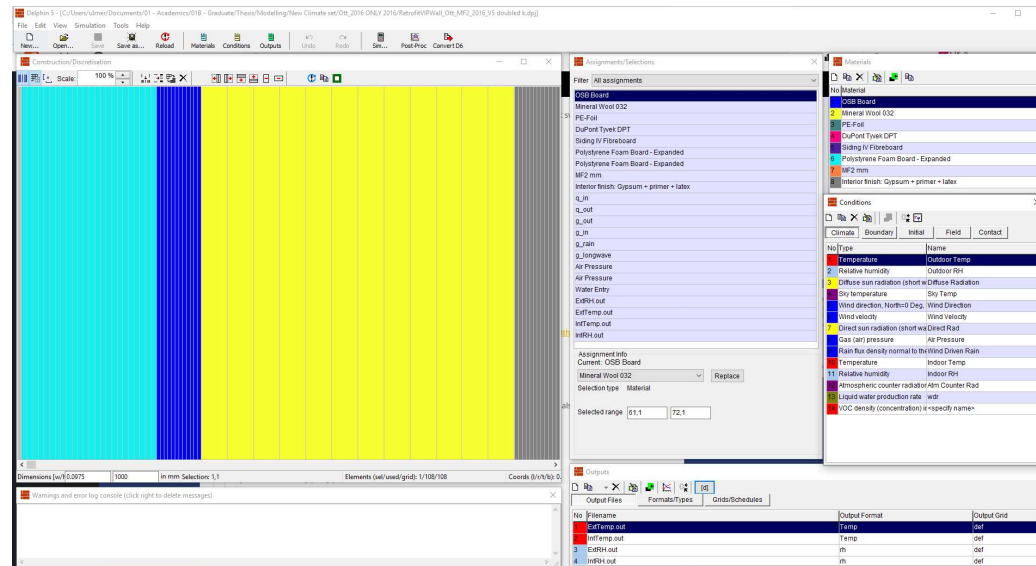 Delphin 5 - [C:/Users/ulmer/Documents/01 - Academics/01B - Graduate/Thesis/Modelling/New Climate set/Ott_2016 ONLY 2016/RetrofitVIPWall_Ott_MF2_2016_V5 doubled k.dpj]
File Edit View Simulation Tools Help
New... Open... Save Save as... Reload Materials Conditions Outputs Undo Redo Sim... Post-Proc Convert D6
Construction/Discretisation
Scale: 100 %
Dimensions [w/ 0.0975 1000 in mm Selection: 1,1 Elements (sel/used/grid): 1/108/108 Coords (l/r/t/b): 0.
Warnings and error log console (click right to delete messages)
Assignments/Selections
Filter All assignments
OSB Board
Mineral Wool 032
PE-Foil
DuPont Tyvek DPT
Siding IV Fibreboard
Polystyrene Foam Board - Expanded
Polystyrene Foam Board - Expanded
MF2 mm
Interior finish: Gypsum + primer + latex
q_in
q_out
g_out
g_in
g_rain
g_longwave
Air Pressure
Air Pressure
Water Entry
ExtRH.out
ExtTemp.out
IntTemp.out
IntRH.out
Assignment Info
Current: OSB Board
Mineral Wool 032 Replace
Selection type Material
Selected range 61,1 72,1
Materials
No Material
OSB Board
2 Mineral Wool 032
3 PE-Foil
4 DuPont Tyvek DPT
5 Siding IV Fibreboard
6 Polystyrene Foam Board - Expanded
7 MF2 mm
8 Interior finish: Gypsum + primer + latex
Conditions
Climate Boundary Initial Field Contact
No Type Name
1 Temperature Outdoor Temp
2 Relative humidity Outdoor RH
3 Diffuse sun radiation (short w Diffuse Radiation
Sky temperature Sky Temp
Wind direction, North=0 Deg, Wind Direction
Wind velocity Wind Velocity
7 Direct sun radiation (short wa Direct Rad
Gas (air) pressure Air Pressure
Rain flux density normal to the Wind Driven Rain
10 Temperature Indoor Temp
11 Relative humidity Indoor RH
12 Atmospheric counter radiation Atm Counter Rad
13 Liquid water production rate wdr
14 VOC density (concentration) i <specify name>
Outputs
[d]
Output Files Formats/Types Grids/Schedules
No Filename Output Format Output Grid
1 ExtTemp.out Temp def
2 IntTemp.out Temp def
3 ExtRH.out rh def
4 IntRH.out rh def